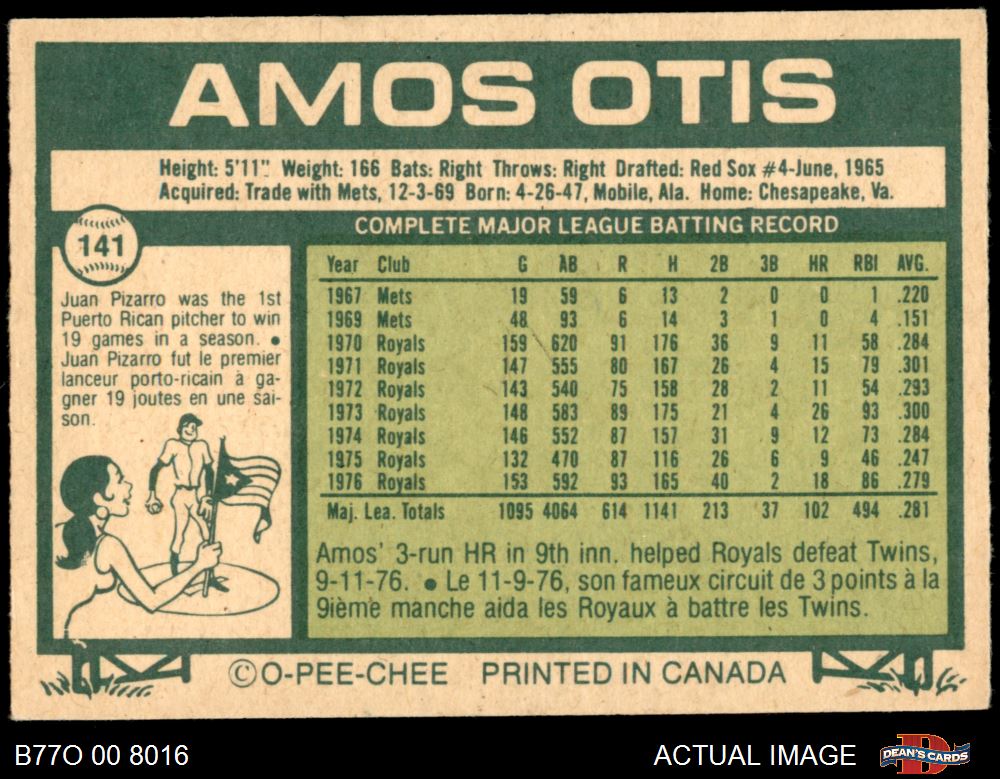 AMOS OTIS
Height: 5'11" Weight: 166 Bats: Right Throws: Right Drafted: Red Sox #4-June, 1965
Acquired: Trade with Mets, 12-3-69 Born: 4-26-47, Mobile, Ala. Home: Chesapeake, Va.
141
COMPLETE MAJOR LEAGUE BATTING RECORD
Juan Pizarro was the 1st
Puerto Rican pitcher to win
19 games in a season. ●
Juan Pizarro fut le premier
lanceur porto-ricain à ga-
gner 19 joutes en une sai-
son.
Year Club G AB R H 2B 3B HR RBI AVG.
1967 Mets 19 59 6 13 2 0 0 1 .220
1969 Mets 48 93 6 14 3 1 0 4 .151
1970 Royals 159 620 91 176 36 9 11 58 .284
1971 Royals 147 555 80 167 26 4 15 79 .301
1972 Royals 143 540 75 158 28 2 11 54 .293
1973 Royals 148 583 89 175 21 4 26 93 .300
1974 Royals 146 552 87 157 31 9 12 73 .284
1975 Royals 132 470 87 116 26 6 9 46 .247
1976 Royals 153 592 93 165 40 2 18 86 .279
Maj. Lea. Totals 1095 4064 614 1141 213 37 102 494 .281
Amos' 3-run HR in 9th inn. helped Royals defeat Twins,
9-11-76. ● Le 11-9-76, son fameux circuit de 3 points à la
9ième manche aida les Royaux à battre les Twins.
©O-PEE-CHEE PRINTED IN CANADA
B77O 00 8016
ACTUAL IMAGE
D
DEAN'S CARDS